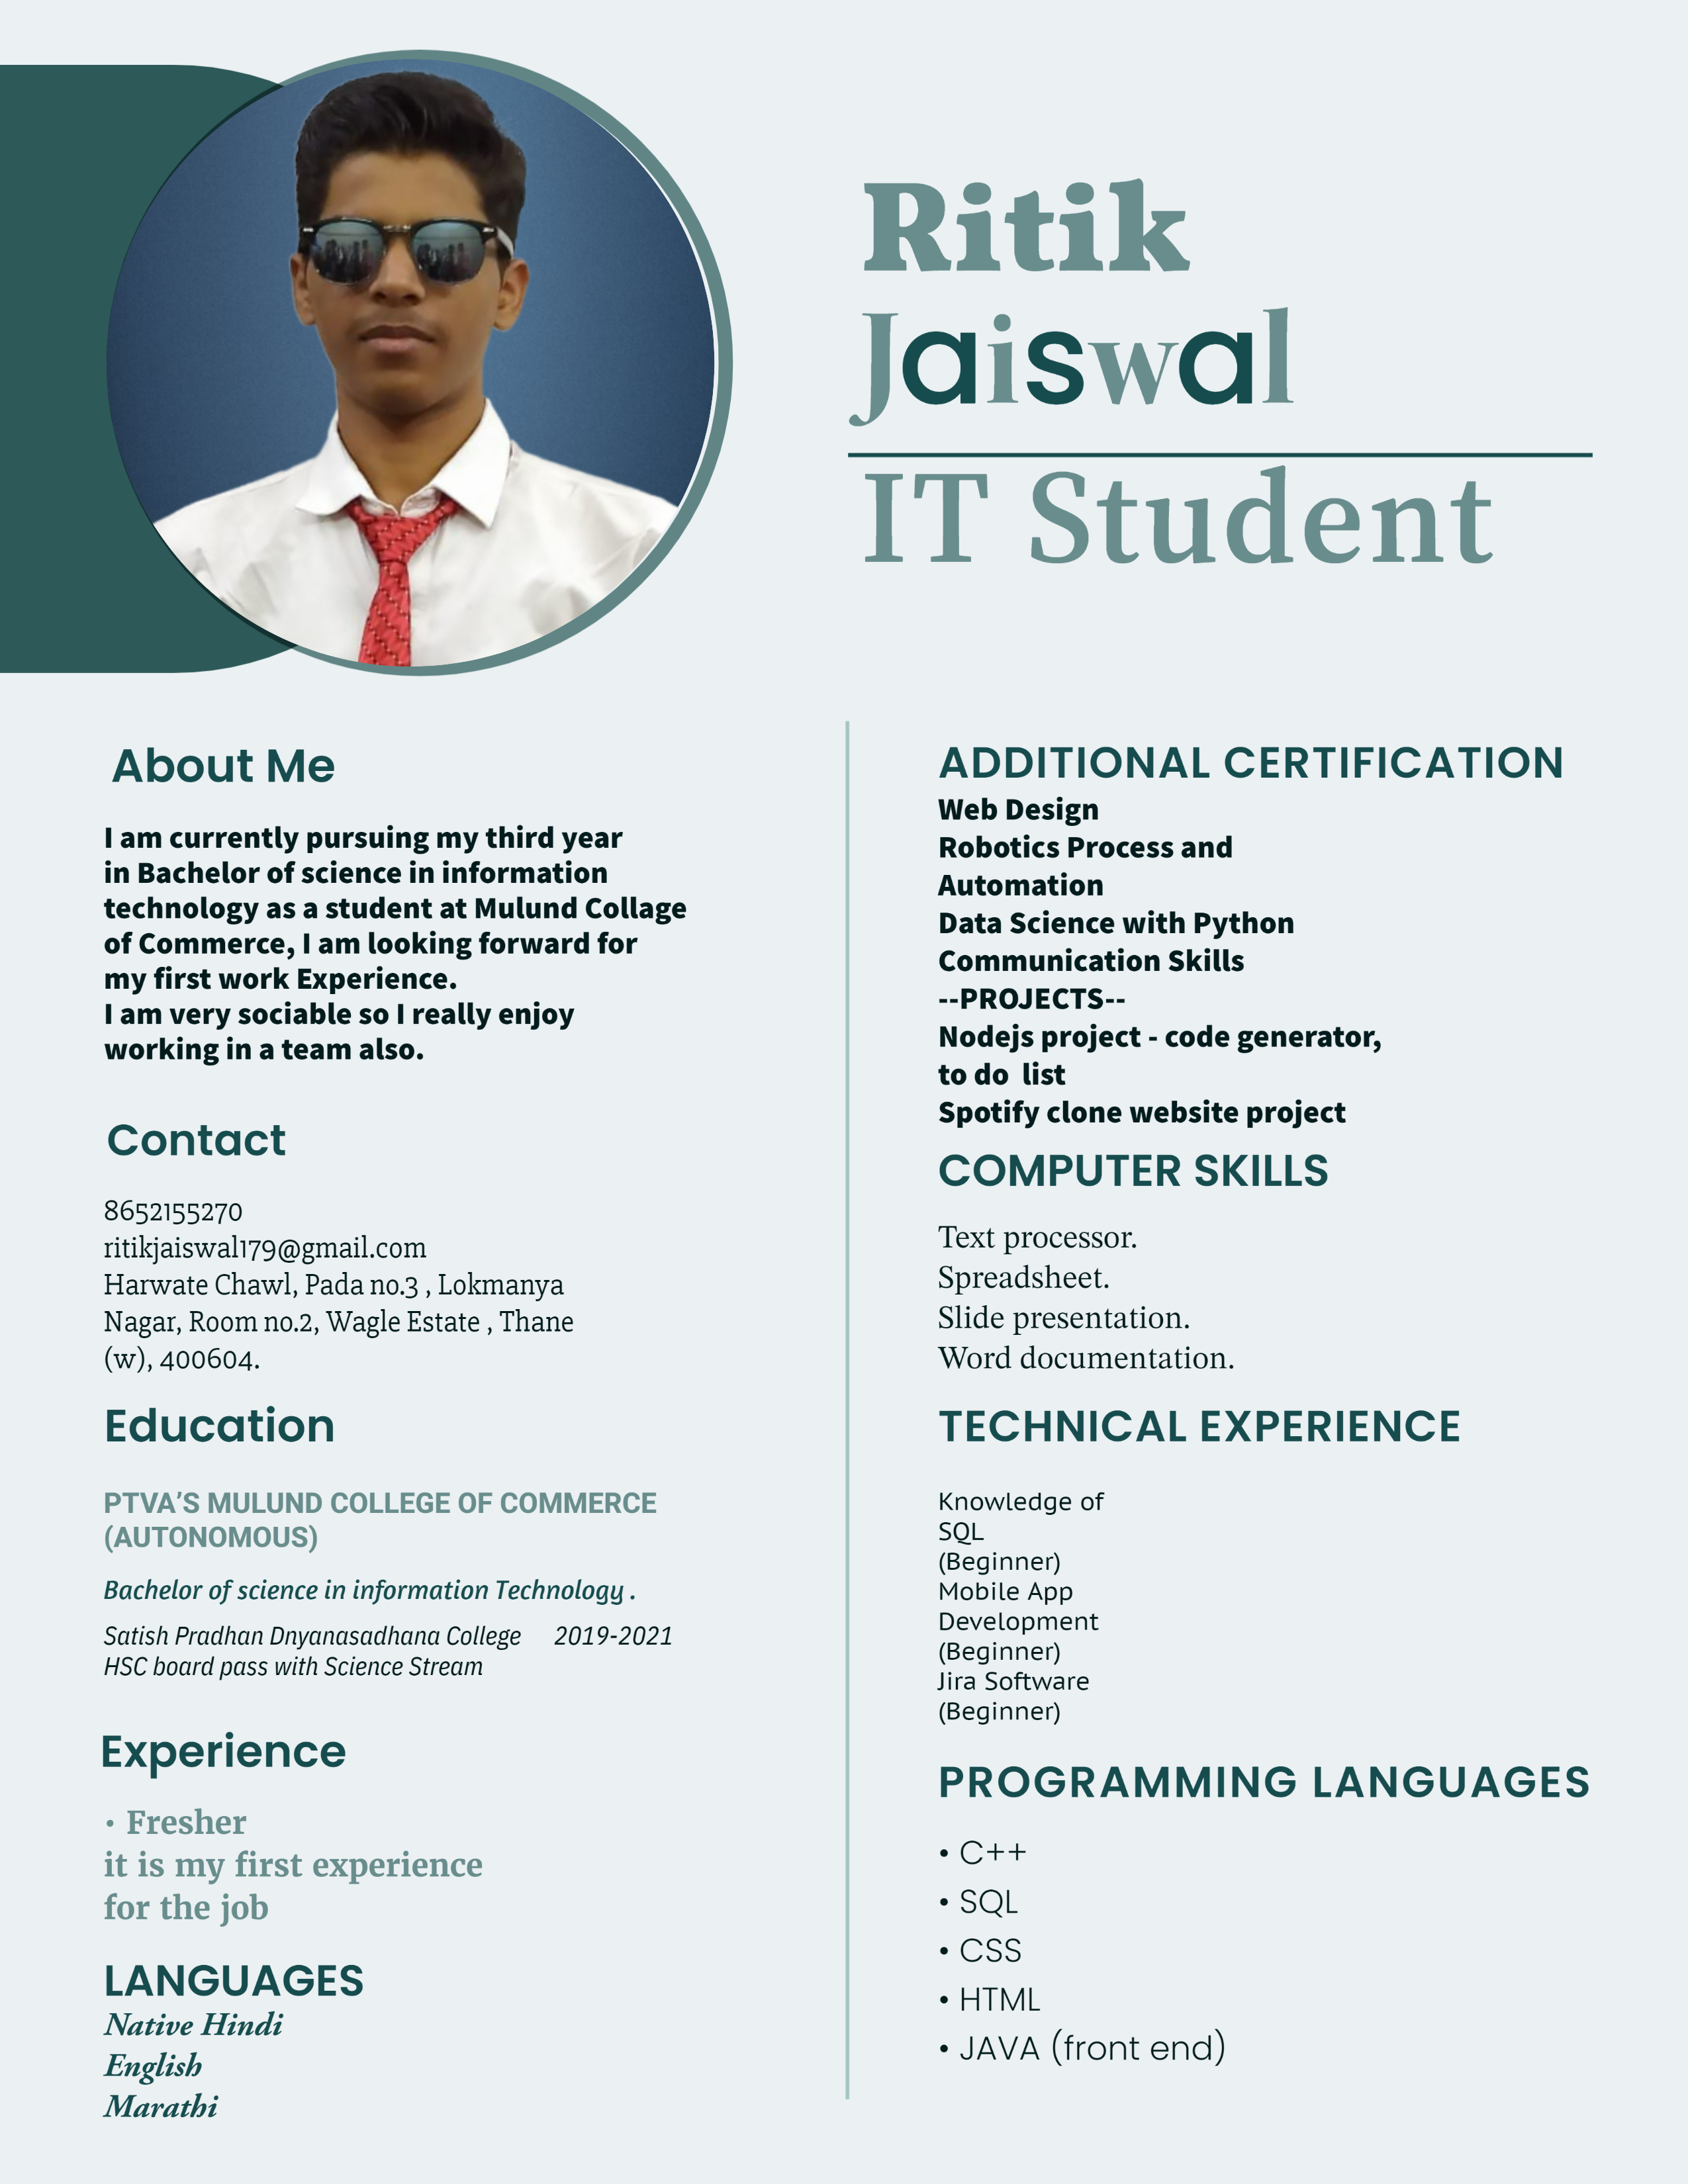 Ritik
Jaiswal
IT Student
About Me
I am currently pursuing my third year
in Bachelor of science in information
technology as a student at Mulund Collage
of Commerce, I am looking forward for
my first work Experience.
I am very sociable so I really enjoy
working in a team also.
Contact
8652155270
ritikjaiswal179@gmail.com
Harwate Chawl, Pada no.3 , Lokmanya
Nagar, Room no.2, Wagle Estate , Thane
(w), 400604.
Education
PTVA’S MULUND COLLEGE OF COMMERCE
(AUTONOMOUS)
Bachelor of science in information Technology .
Satish Pradhan Dnyanasadhana College 2019-2021
HSC board pass with Science Stream
Experience
• Fresher
it is my first experience
for the job
LANGUAGES
Native Hindi
English
Marathi
ADDITIONAL CERTIFICATION
Web Design
Robotics Process and
Automation
Data Science with Python
Communication Skills
--PROJECTS--
Nodejs project - code generator,
to do  list
Spotify clone website project
COMPUTER SKILLS
Text processor.
Spreadsheet.
Slide presentation.
Word documentation.
TECHNICAL EXPERIENCE
Knowledge of
SQL
(Beginner)
Mobile App
Development
(Beginner)
Jira Software
(Beginner)
PROGRAMMING LANGUAGES
• C++
• SQL
• CSS
• HTML
• JAVA (front end)